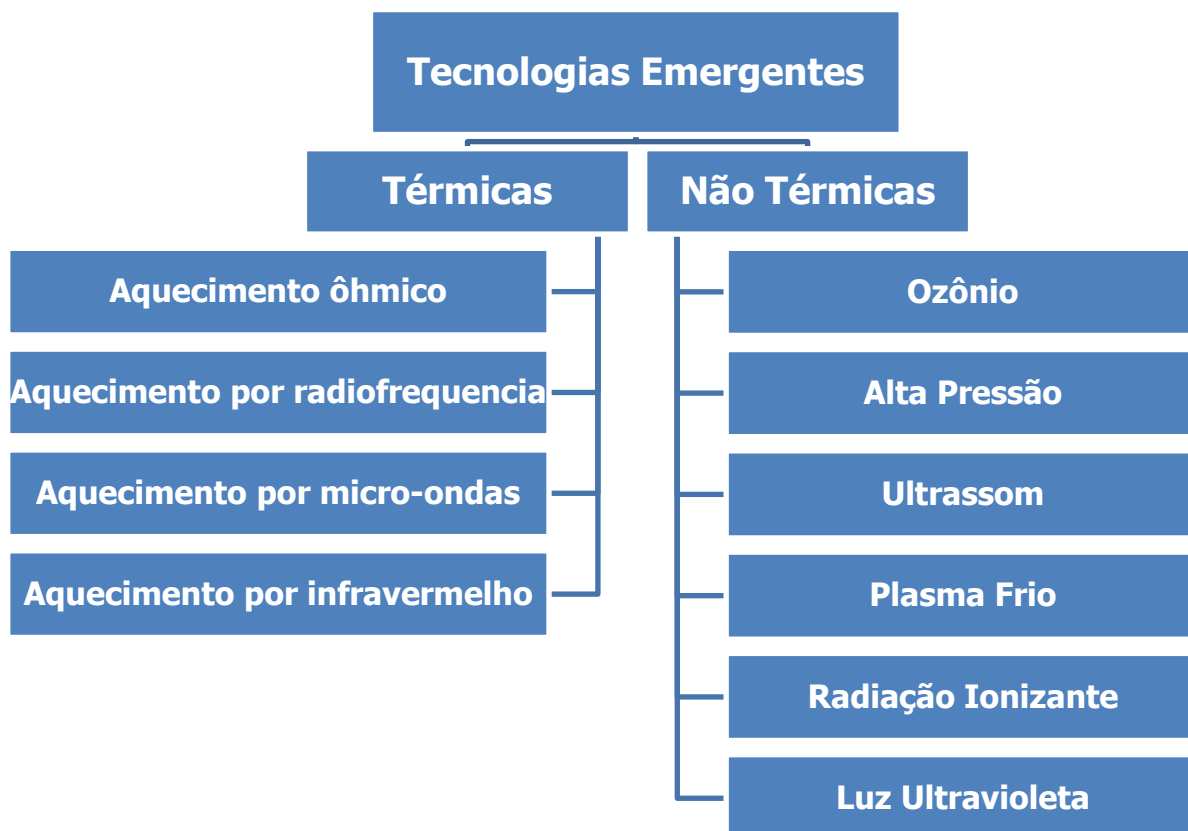 Tecnologias Emergentes
Térmicas
Não Térmicas
Aquecimento ôhmico
Aquecimento por radiofrequencia
Aquecimento por micro-ondas
Aquecimento por infravermelho
Ozônio
Alta Pressão
Ultrassom
Plasma Frio
Radiação Ionizante
Luz Ultravioleta